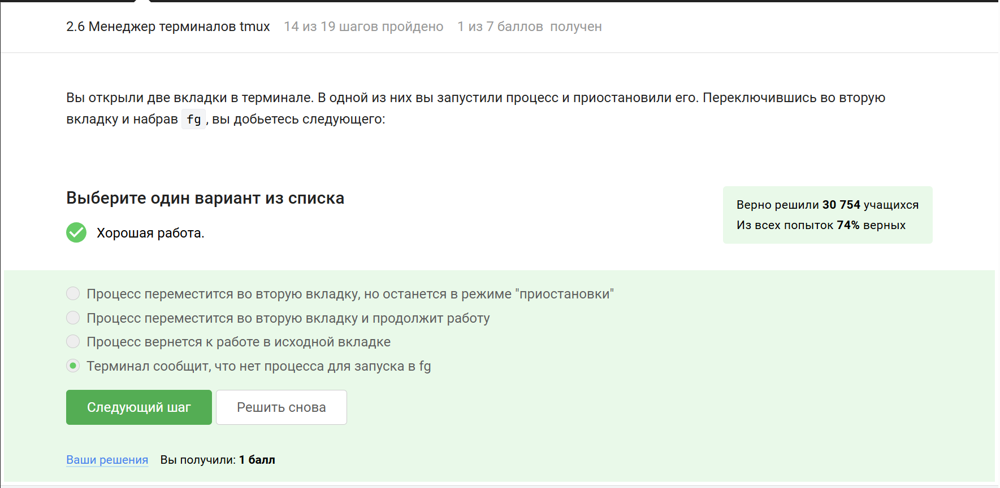 2.6 Менеджер терминалов tmux 14 из 19 шагов пройдено 1 из 7 баллов получен
Вы открыли две вкладки в терминале. В одной из них вы запустили процесс и приостановили его. Переключившись во вторую
вкладку и набрав fg, вы добьетесь следующего:
Выберите один вариант из списка
Верно решили 30 754 учащихся
Из всех попыток 74% верных
Хорошая работа.
Процесс переместится во вторую вкладку, но останется в режиме "приостановки"
Процесс переместится во вторую вкладку и продолжит работу
Процесс вернется к работе в исходной вкладке
Терминал сообщит, что нет процесса для запуска в fg
Следующий шаг Решить снова
Ваши решения Вы получили: 1 балл